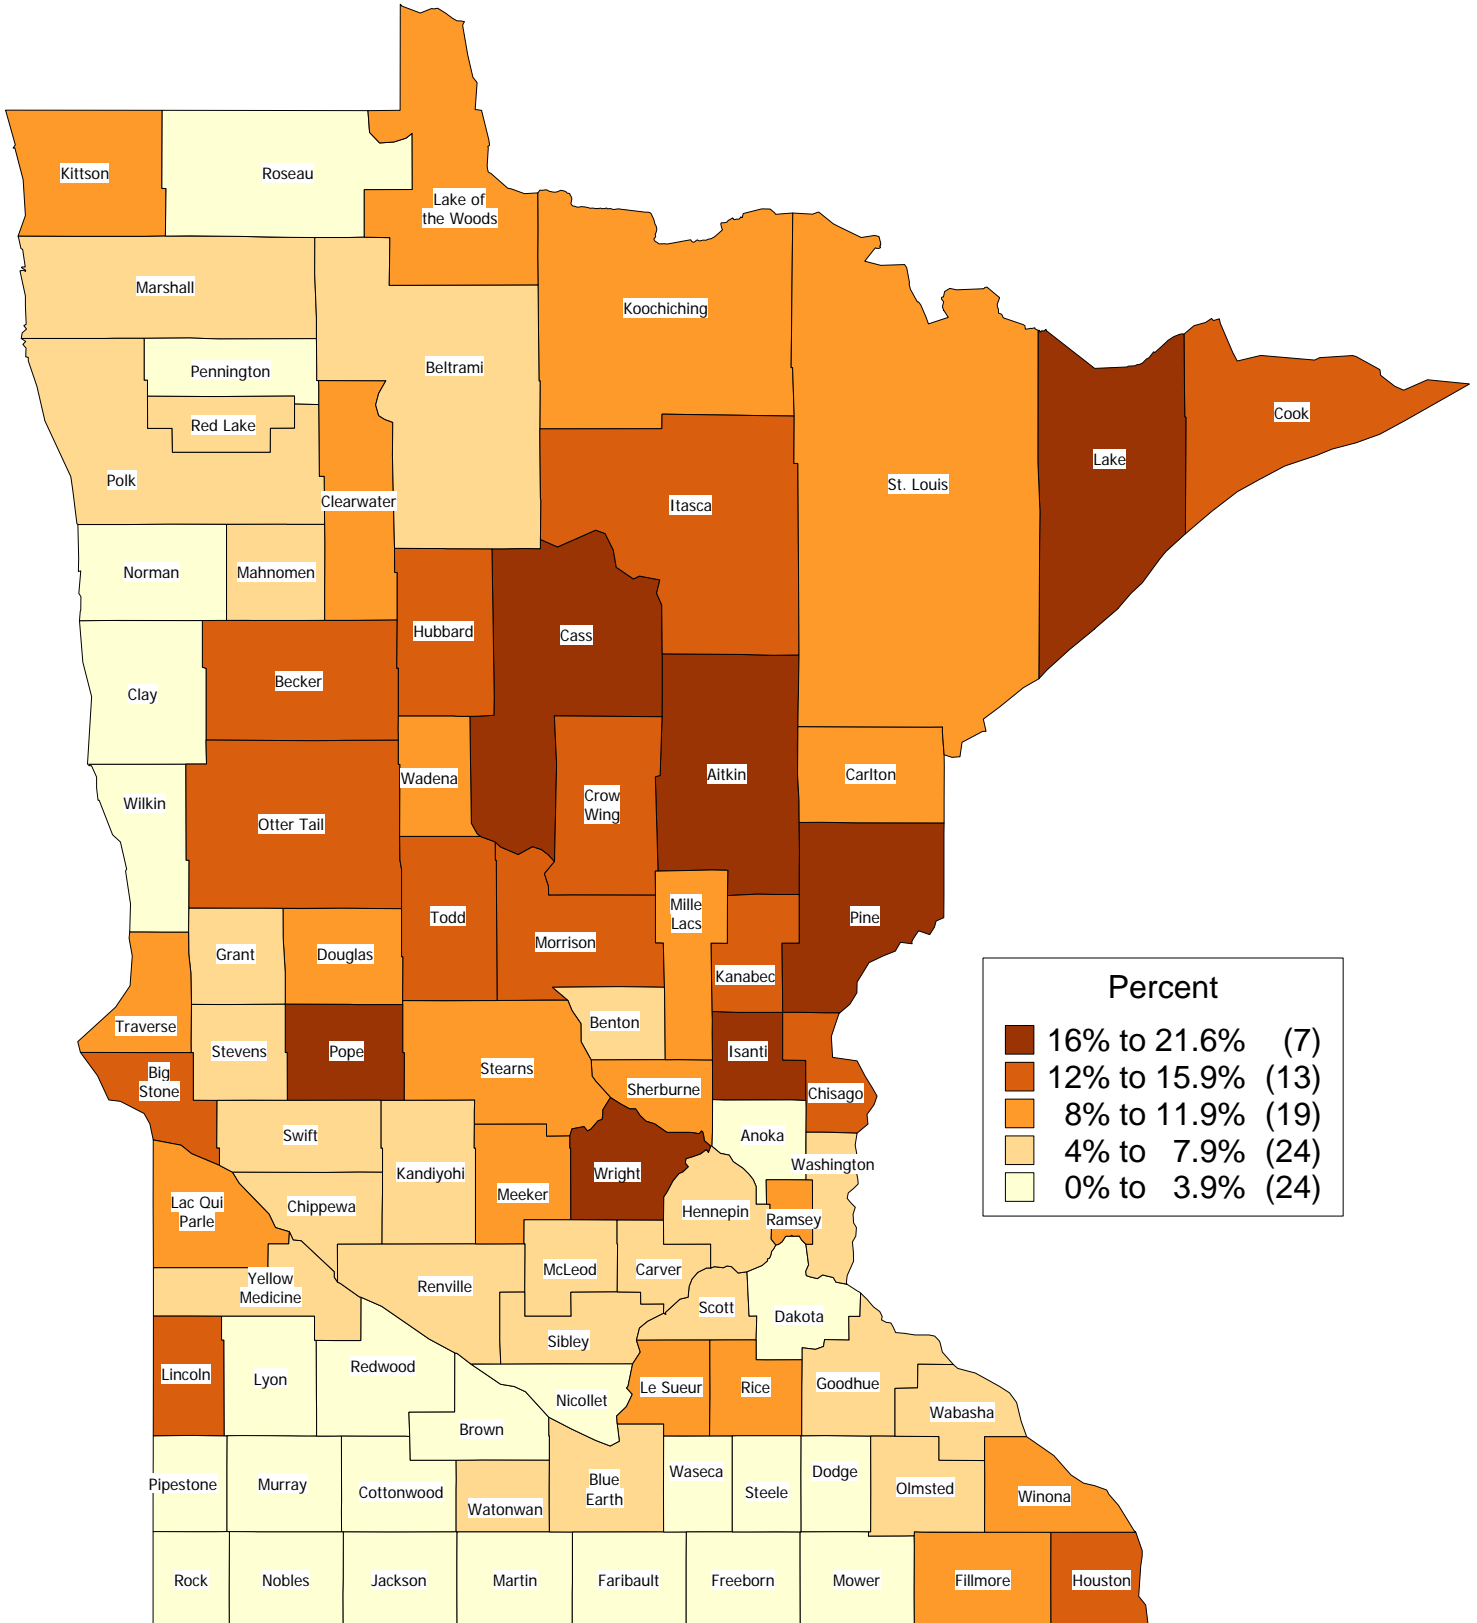 Kittson
Roseau
Lake of
the Woods
Marshall
Koochiching
Pennington
Beltrami
Red Lake
Cook
Lake
Polk
St. Louis
Clearwater
Itasca
Norman
Mahnomen
Hubbard
Cass
Becker
Clay
Wadena
Aitkin
Carlton
Crow
Wing
Wilkin
Otter Tail
Mille
Lacs
Todd
Pine
Morrison
Grant
Douglas
Kanabec
Percent
16% to 21.6% (7)
12% to 15.9% (13)
8% to 11.9% (19)
4% to 7.9% (24)
0% to 3.9% (24)
Traverse
Benton
Stevens
Pope
Isanti
Stearns
Big
Stone
Sherburne
Chisago
Swift
Anoka
Washington
Kandiyohi
Wright
Meeker
Lac Qui
Parle
Chippewa
Hennepin
Ramsey
McLeod
Carver
Yellow
Medicine
Renville
Scott
Dakota
Sibley
Redwood
Lincoln
Lyon
Le Sueur
Rice
Goodhue
Nicollet
Wabasha
Brown
Waseca
Dodge
Pipestone
Murray
Cottonwood
Blue
Earth
Steele
Olmsted
Winona
Watonwan
Rock
Nobles
Jackson
Martin
Faribault
Freeborn
Mower
Fillmore
Houston